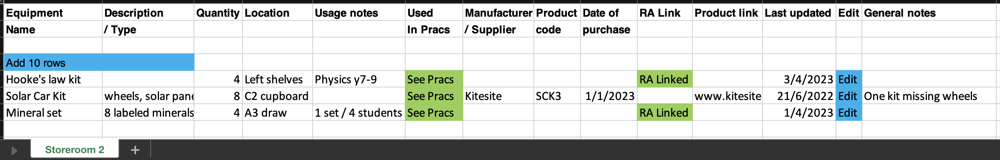 Equipment Description Quantity Location Usage notes Used Manufacturer Product Date of RA Link Product link Last updated Edit General notes
Name / Type In Pracs / Supplier code purchase
Add 10 rows
Hooke's law kit 4 Left shelves Physics y7-9 See Pracs RA Linked 3/4/2023 Edit
Solar Car Kit wheels, solar pane 8 C2 cupboard See Pracs Kitesite SCK3 1/1/2023 www.kitesite 21/6/2022 Edit One kit missing wheels
Mineral set 8 labeled minerals 4 A3 draw 1 set / 4 students See Pracs RA Linked 1/4/2023 Edit
Storeroom 2 +